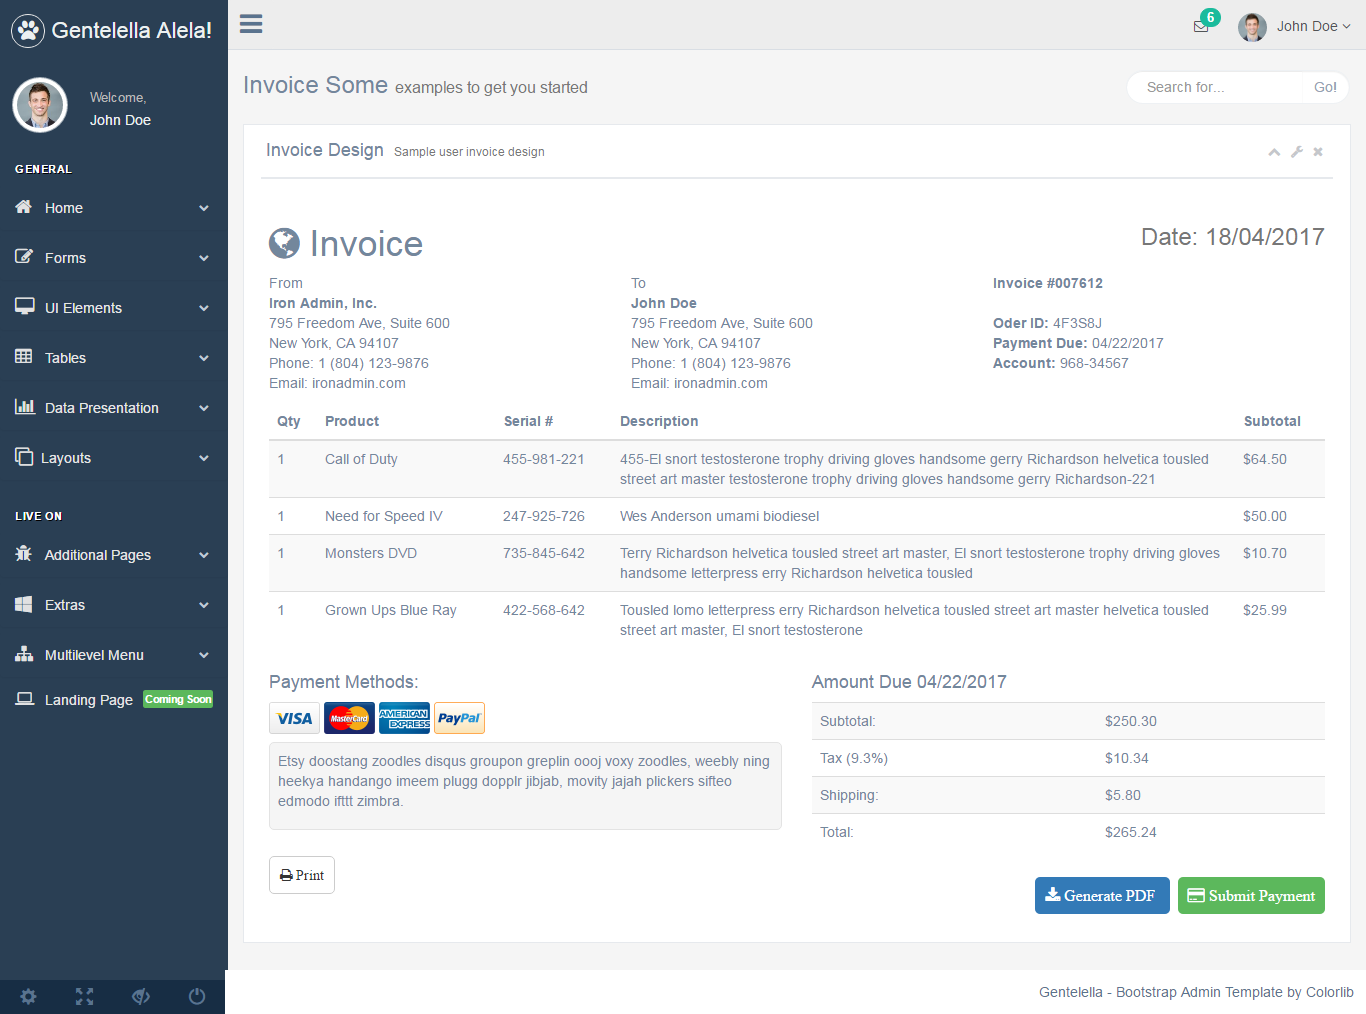 Gentelella Alela!
Welcome,
John Doe
GENERAL
Home
Forms
UI Elements
Tables
Data Presentation
Layouts
LIVE ON
Additional Pages
Extras
Multilevel Menu
Landing Page Coming Soon
6
John Doe
Invoice Some examples to get you started
Search for... Go!
Invoice Design Sample user invoice design
Invoice
Date: 18/04/2017
From
Iron Admin, Inc.
795 Freedom Ave, Suite 600
New York, CA 94107
Phone: 1 (804) 123-9876
Email: ironadmin.com
To
John Doe
795 Freedom Ave, Suite 600
New York, CA 94107
Phone: 1 (804) 123-9876
Email: ironadmin.com
Invoice #007612
Oder ID: 4F3S8J
Payment Due: 04/22/2017
Account: 968-34567
Qty Product Serial # Description Subtotal
1 Call of Duty 455-981-221 455-El snort testosterone trophy driving gloves handsome gerry Richardson helvetica tousled $64.50
street art master testosterone trophy driving gloves handsome gerry Richardson-221
1 Need for Speed IV 247-925-726 Wes Anderson umami biodiesel $50.00
1 Monsters DVD 735-845-642 Terry Richardson helvetica tousled street art master, El snort testosterone trophy driving gloves $10.70
handsome letterpress erry Richardson helvetica tousled
1 Grown Ups Blue Ray 422-568-642 Tousled lomo letterpress erry Richardson helvetica tousled street art master helvetica tousled $25.99
street art master, El snort testosterone
Payment Methods:
VISA MasterCard AMERICAN EXPRESS PayPal
Etsy doostang zoodles disqus groupon greplin oooj voxy zoodles, weebly ning
heekya handango imeem plugg dopplr jibjab, movity jajah plickers sifteo
edmodo ifttt zimbra.
Amount Due 04/22/2017
Subtotal: $250.30
Tax (9.3%) $10.34
Shipping: $5.80
Total: $265.24
Print
Generate PDF
Submit Payment
Gentelella - Bootstrap Admin Template by Colorlib